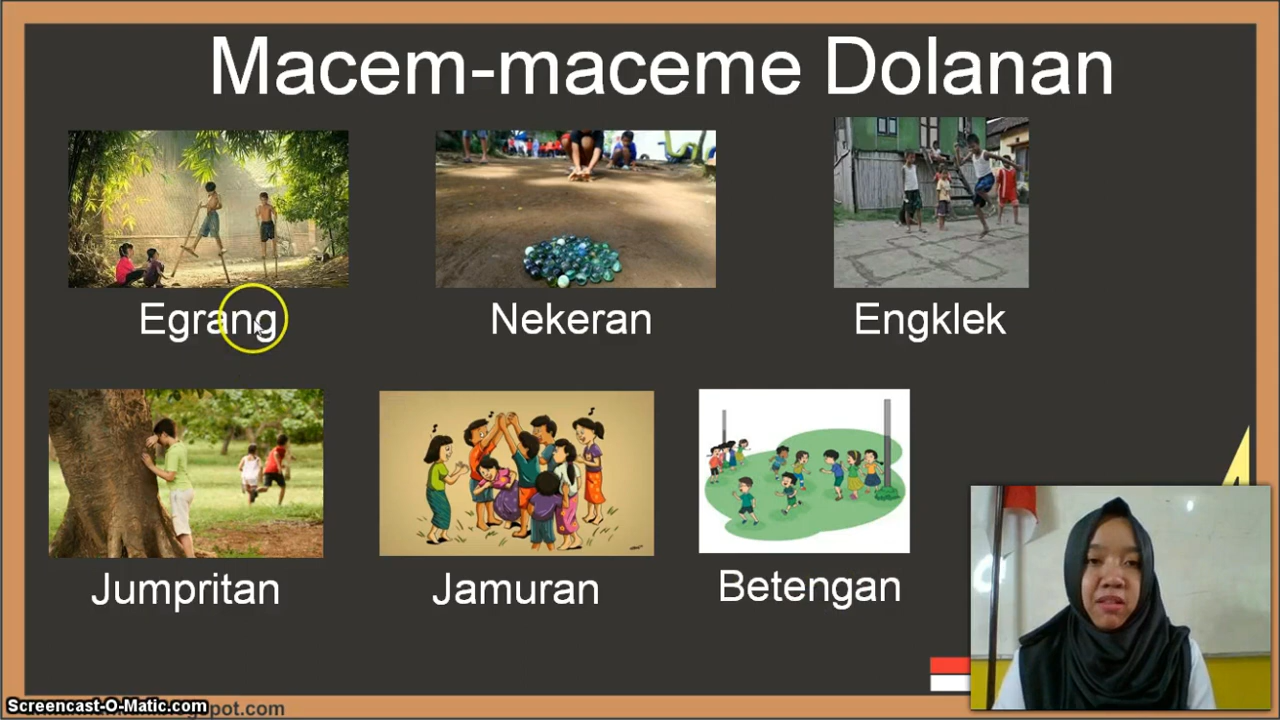 Macem-maceme Dolanan
Egrang
Nekeran
Engklek
Jumpritan
Jamuran
Betengan
Screencast-O-Matic.com